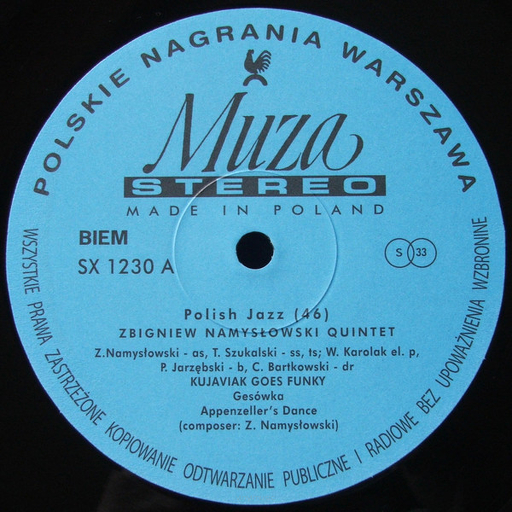 POLSKIE NAGRANIA WARSZAWA
Muza
STEREO
MADE IN POLAND
BIEM
SX 1230 A
S 33
Polish Jazz (46)
ZBIGNIEW NAMYSŁOWSKI QUINTET
Z.Namysłowski - as, T. Szukalski - ss, ts; W. Karolak el. p,
P. Jarzębski - b, C. Bartkowski - dr
KUJAVIAK GOES FUNKY
Gesówka
Appenzeller's Dance
(composer: Z. Namysłowski)
WSZYSTKIE PRAWA ZASTRZEŻONE KOPIOWANIE ODTWARZANIE PUBLICZNE I RADIOWE BEZ UPOWAŻNIENIA WZBRONINE